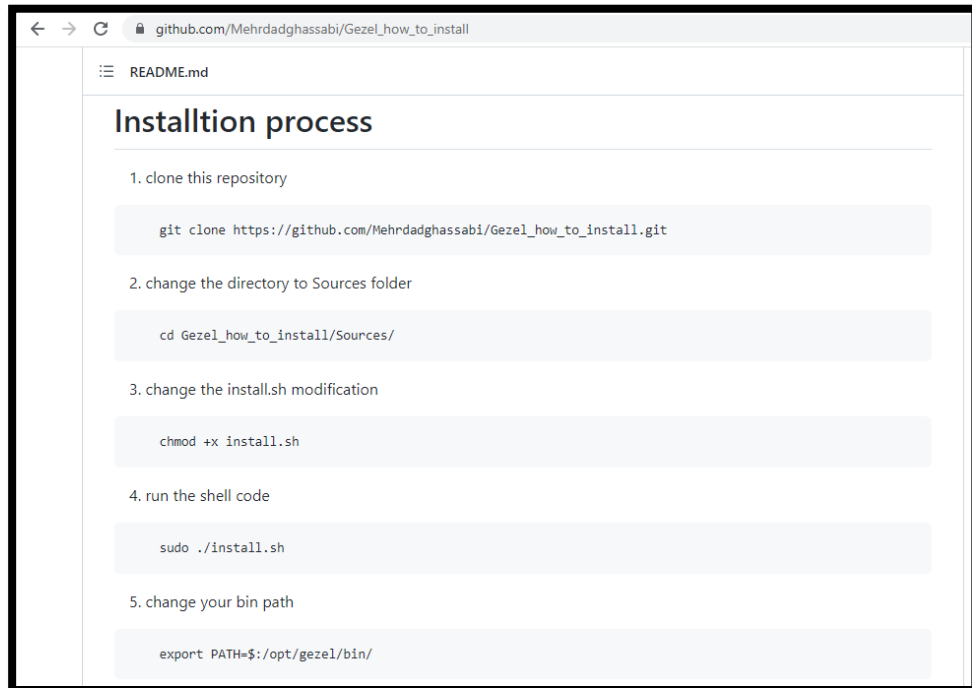 github.com/Mehrdadghassabi/Gezel_how_to_install
README.md
Installtion process
1. clone this repository
git clone https://github.com/Mehrdadghassabi/Gezel_how_to_install.git
2. change the directory to Sources folder
cd Gezel_how_to_install/Sources/
3. change the install.sh modification
chmod +x install.sh
4. run the shell code
sudo ./install.sh
5. change your bin path
export PATH=$:/opt/gezel/bin/